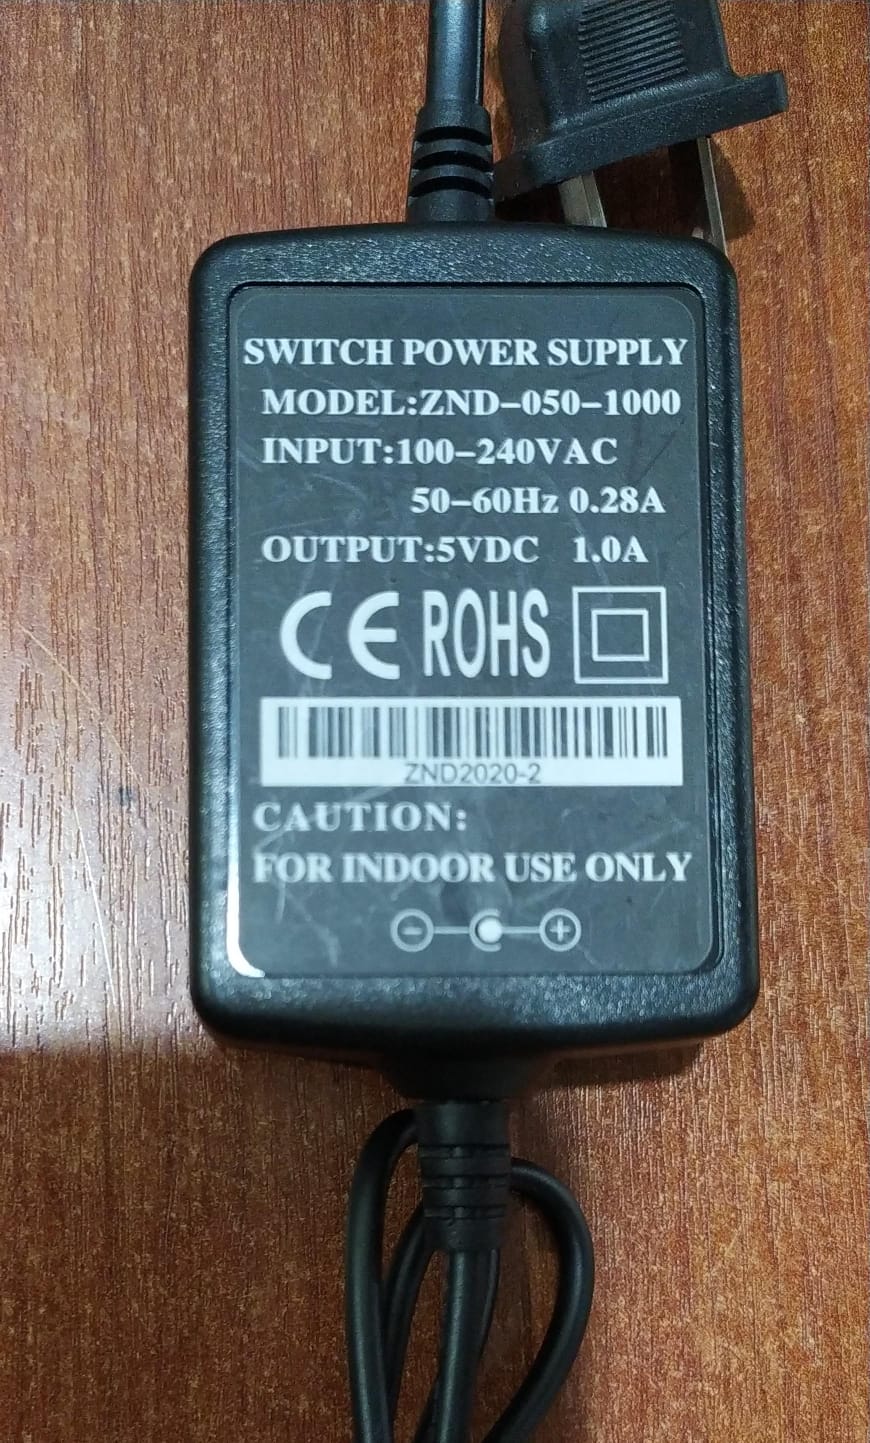 SWITCH POWER SUPPLY
MODEL:ZND-050-1000
INPUT:100-240VAC
50-60Hz 0.28A
OUTPUT:5VDC 1.0A
CE ROHS
ZND2020-2
CAUTION:
FOR INDOOR USE ONLY